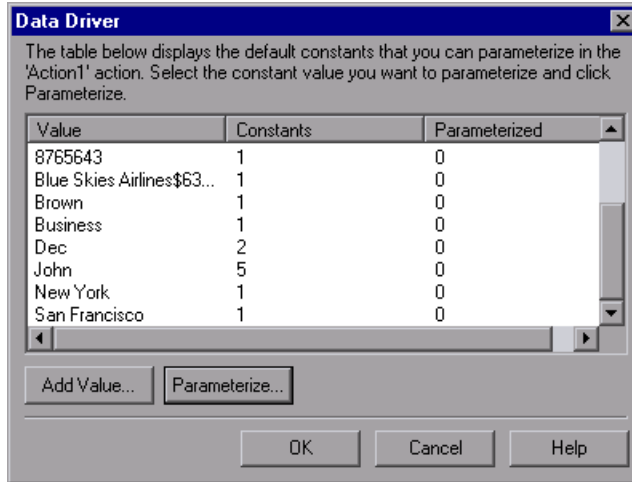 Data Driver
The table below displays the default constants that you can parameterize in the
'Action1' action. Select the constant value you want to parameterize and click
Parameterize.
Value Constants Parameterized
8765643 1 0
Blue Skies Airlines$63... 1 0
Brown 1 0
Business 1 0
Dec 2 0
John 5 0
New York 1 0
San Francisco 1 0
Add Value... Parameterize...
OK Cancel Help